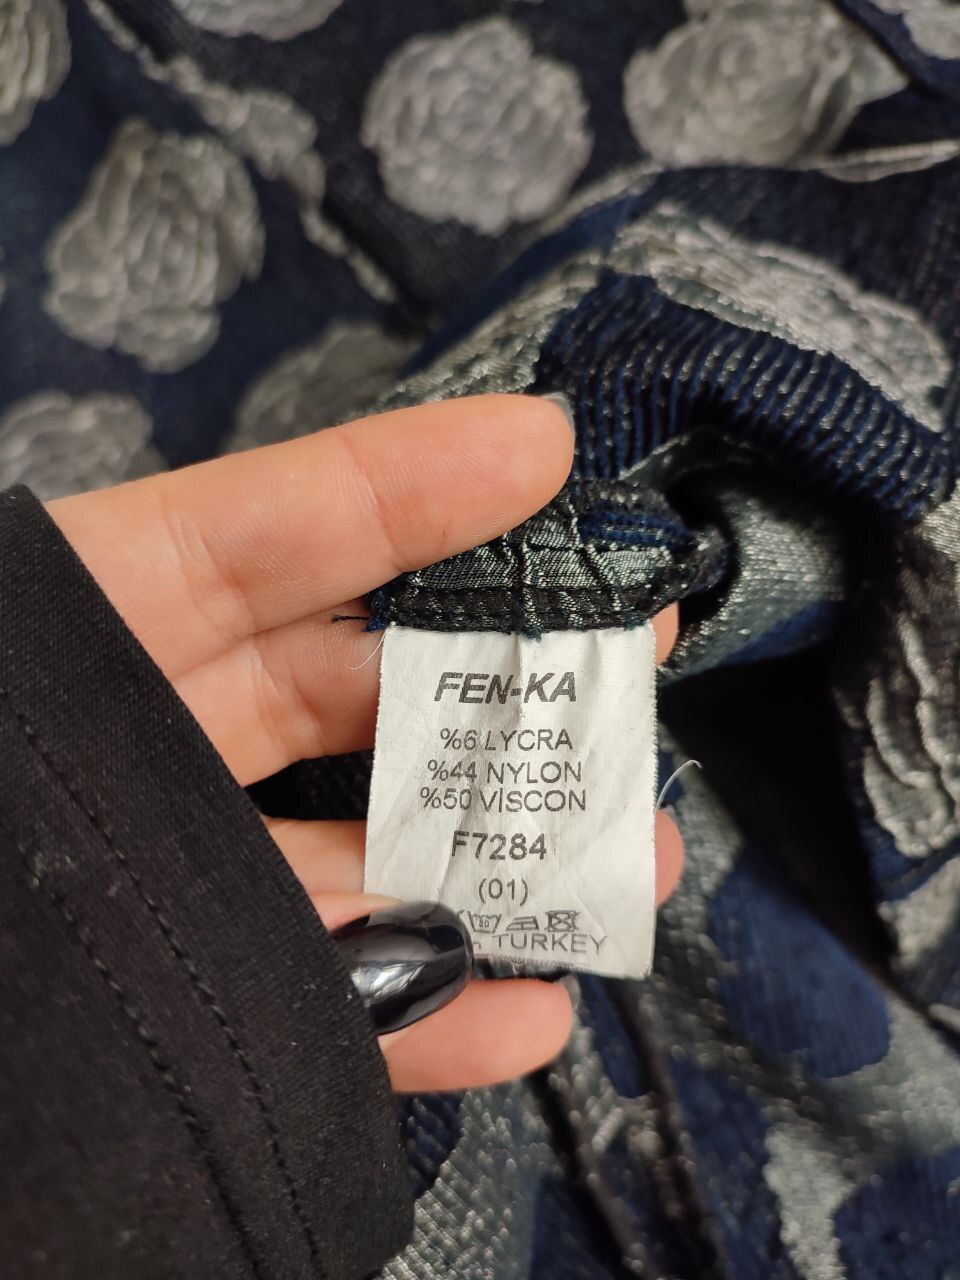 FEN-KA
%6 LYCRA
%44 NYLON
%50 VİSCON
F7284
(01)
TURKEY